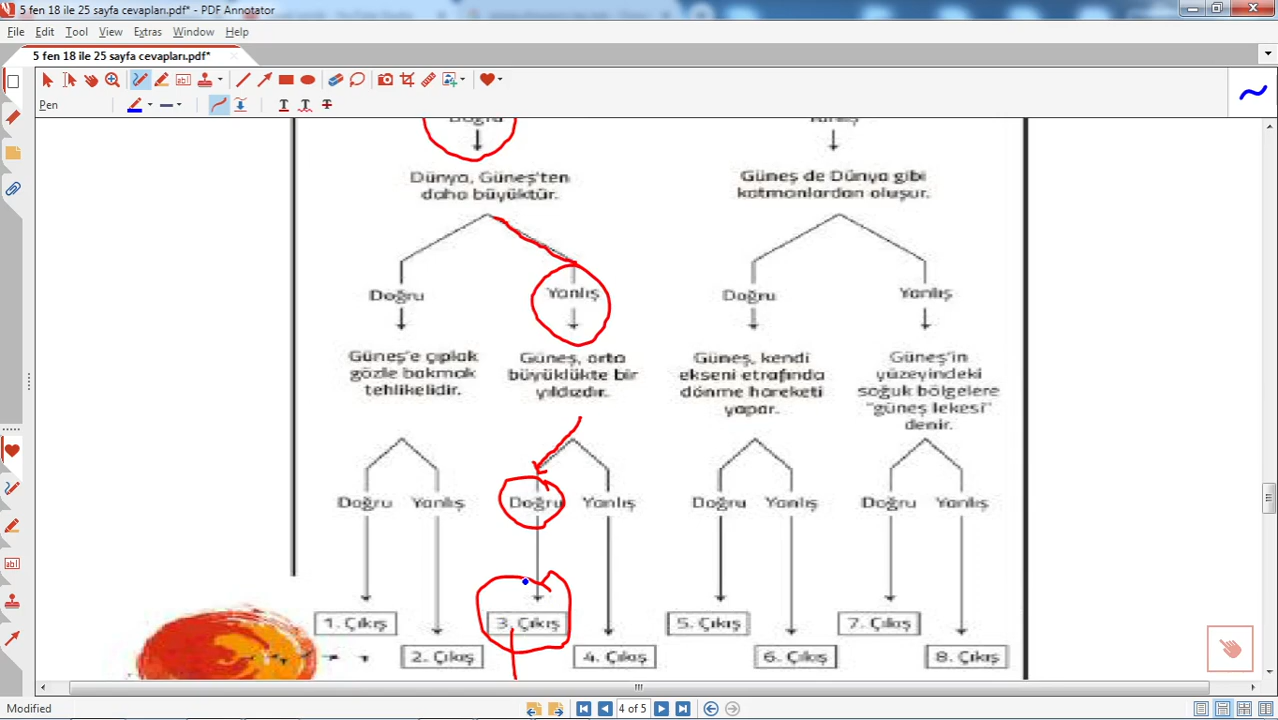 5 fen 18 ile 25 sayfa cevapları.pdf* - PDF Annotator
File Edit Tool View Extras Window Help
5 fen 18 ile 25 sayfa cevapları.pdf*
Pen
Doğru Yanlış
Dünya, Güneş'ten
daha büyüktür.
Güneş de Dünya gibi
katmanlardan oluşur.
Doğru Yanlış Doğru Yanlış
Güneş'e çıplak
gözle bakmak
tehlikelidir.
Güneş, orta
büyüklükte bir
yıldızdır.
Güneş, kendi
ekseni etrafında
dönme hareketi
yapar.
Güneş'in
yüzeyindeki
soğuk bölgelere
"güneş lekesi"
denir.
Doğru Yanlış Doğru Yanlış Doğru Yanlış Doğru Yanlış
1. Çıkış 3. Çıkış 5. Çıkış 7. Çıkış
2. Çıkış 4. Çıkış 6. Çıkış 8. Çıkış
Modified 4 of 5